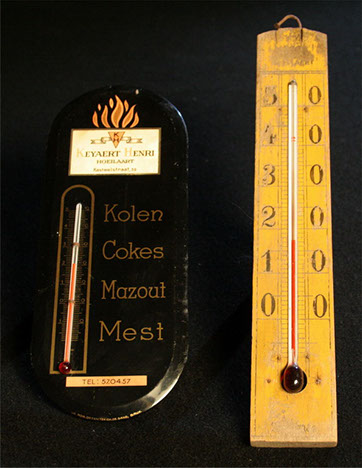 KEYAERT HENRI
HOEILAART
Kolen
Cokes
Mazout
Mest
TEL: 570457
5 0
4 0
3 0
2 0
1 0
0 0